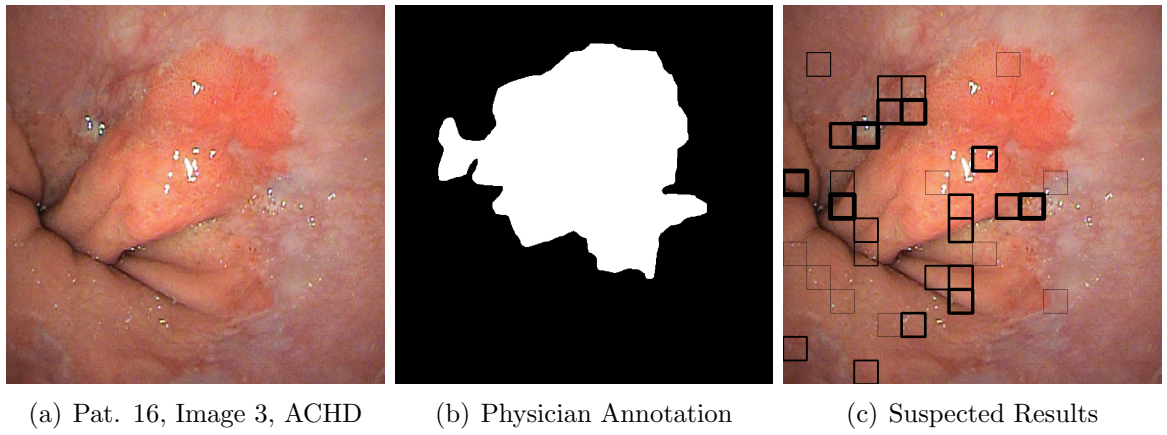 (a) Pat. 16, Image 3, ACHD
(b) Physician Annotation
(c) Suspected Results